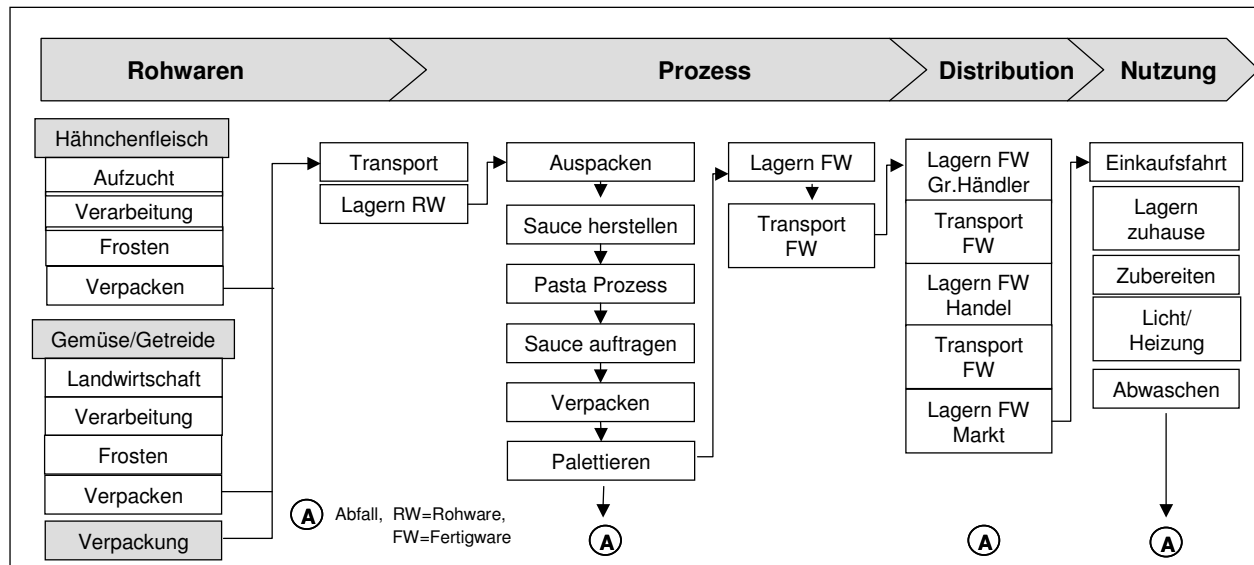 Rohwaren
Prozess
Distribution
Nutzung
Hähnchenfleisch
Aufzucht
Verarbeitung
Frosten
Verpacken
Gemüse/Getreide
Landwirtschaft
Verarbeitung
Frosten
Verpacken
Verpackung
Transport
Lagern RW
Auspacken
Sauce herstellen
Pasta Prozess
Sauce auftragen
Verpacken
Palettieren
A
Lagern FW
Transport
FW
Lagern FW
Gr.Händler
Transport
FW
Lagern FW
Handel
Transport
FW
Lagern FW
Markt
A
Einkaufsfahrt
Lagern
zuhause
Zubereiten
Licht/
Heizung
Abwaschen
A
A Abfall, RW=Rohware,
FW=Fertigware